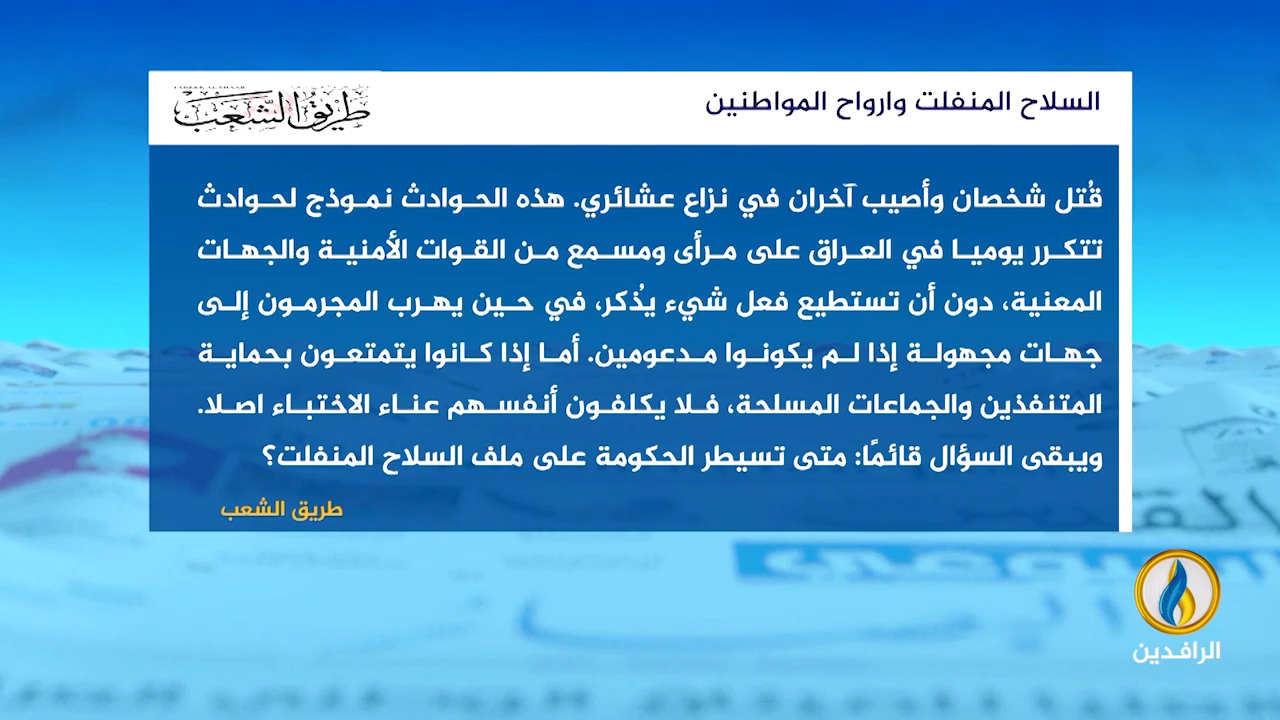 السلاح المنفلت وارواح المواطنين
طريق الشعب
قُتل شخصان وأصيب آخران في نزاع عشائري. هذه الحوادث نموذج لحوادث
تتكرر يوميا في العراق على مرأى ومسمع من القوات الأمنية والجهات
المعنية، دون أن تستطيع فعل شيء يُذكر، في حين يهرب المجرمون إلى
جهات مجهولة إذا لم يكونوا مدعومين. أما إذا كانوا يتمتعون بحماية
المتنفذين والجماعات المسلحة، فلا يكلفون أنفسهم عناء الاختباء اصلا.
ويبقى السؤال قائمًا: متى تسيطر الحكومة على ملف السلاح المنفلت؟
طريق الشعب
الرافدين